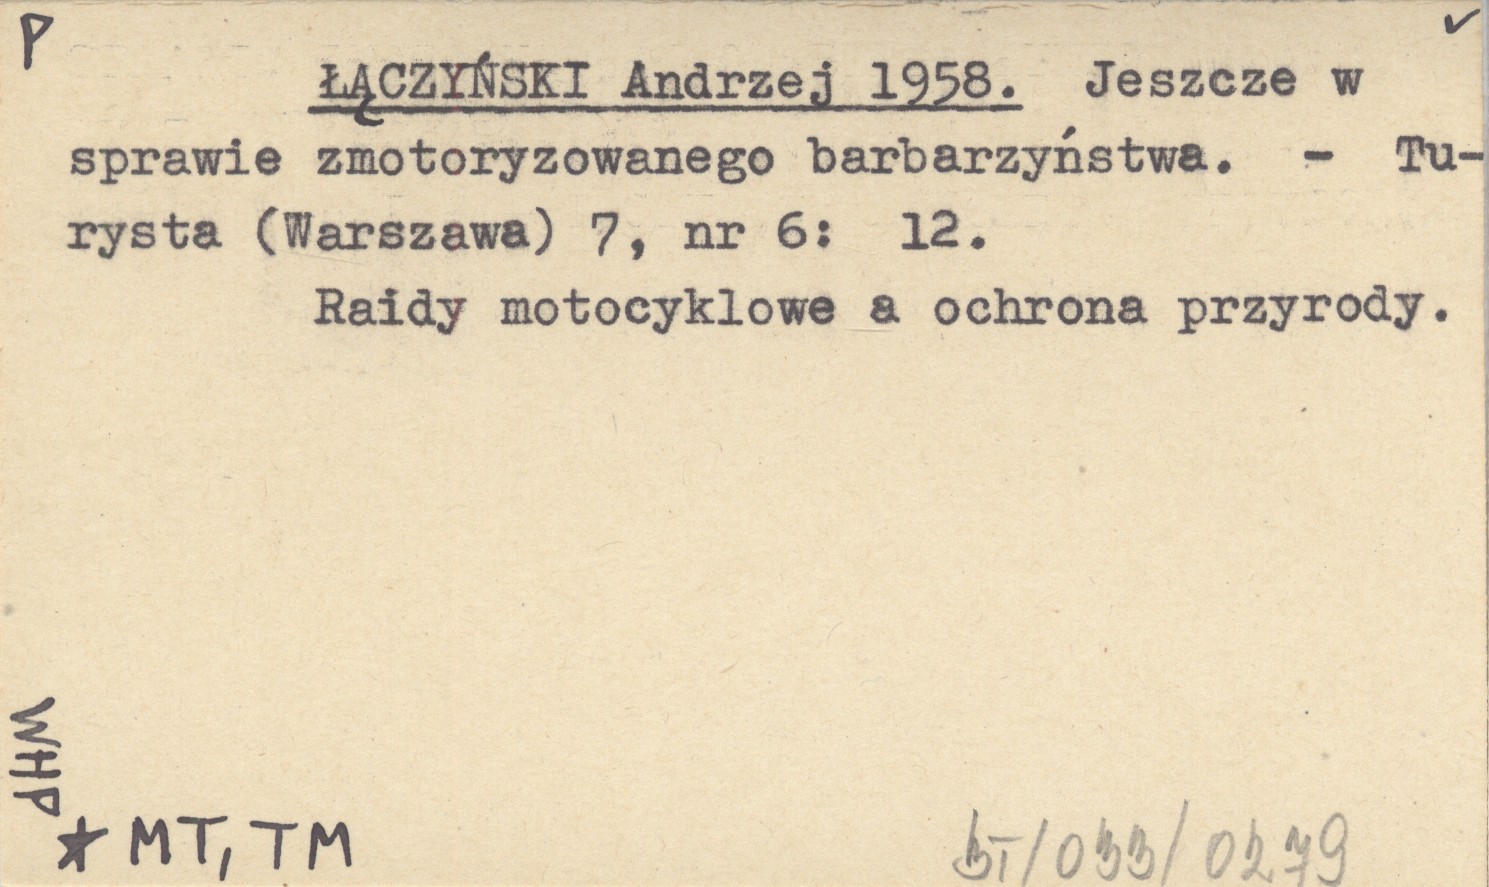 P ✓
ŁĄCZYŃSKI Andrzej 1958. Jeszcze w
sprawie zmotoryzowanego barbarzyństwa. - Tu-
rysta (Warszawa) 7, nr 6: 12.
Raidy motocyklowe a ochrona przyrody.
WHP
★ MT, TM
/033/0279